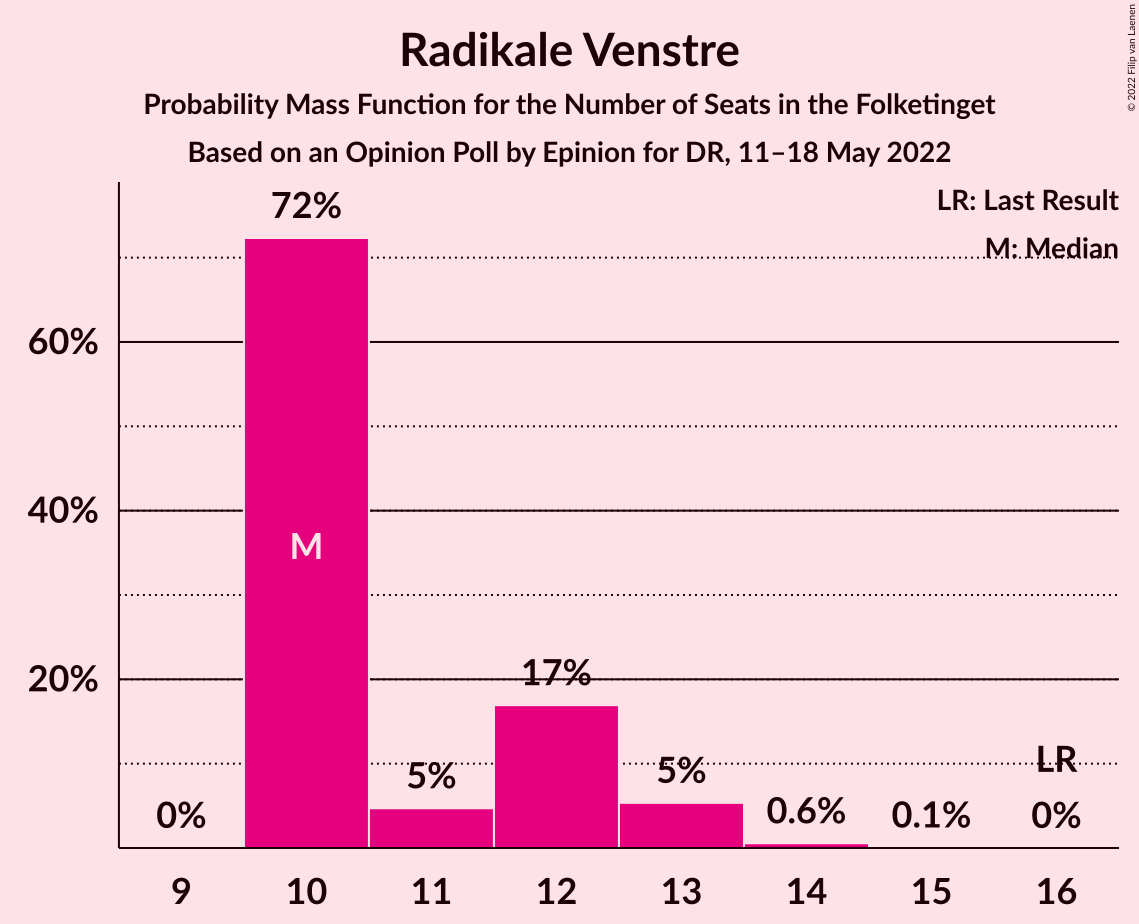 Radikale Venstre
Probability Mass Function for the Number of Seats in the Folketinget
Based on an Opinion Poll by Epinion for DR, 11–18 May 2022
© 2022 Filip van Laenen
LR: Last Result
M: Median
72%
60%
40%
M
20%
17%
5%
5%
LR
0%
0.6%
0.1%
0%
9
10
11
12
13
14
15
16